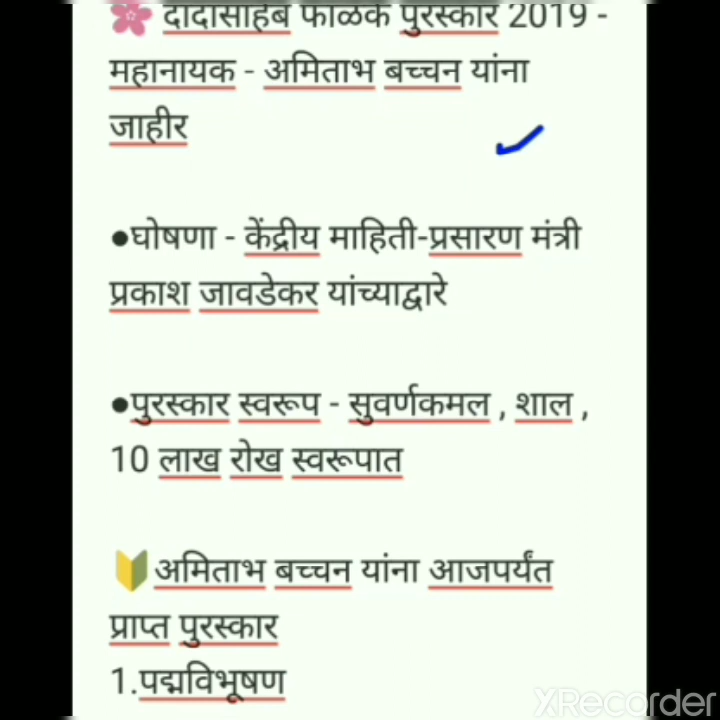 🌸 दादासाहेब फाळके पुरस्कार 2019 -
महानायक - अमिताभ बच्चन यांना
जाहीर
●घोषणा - केंद्रीय माहिती-प्रसारण मंत्री
प्रकाश जावडेकर यांच्याद्वारे
●पुरस्कार स्वरूप - सुवर्णकमल , शाल ,
10 लाख रोख स्वरूपात
🔰अमिताभ बच्चन यांना आजपर्यंत
प्राप्त पुरस्कार
1.पद्मविभूषण
XRecorder